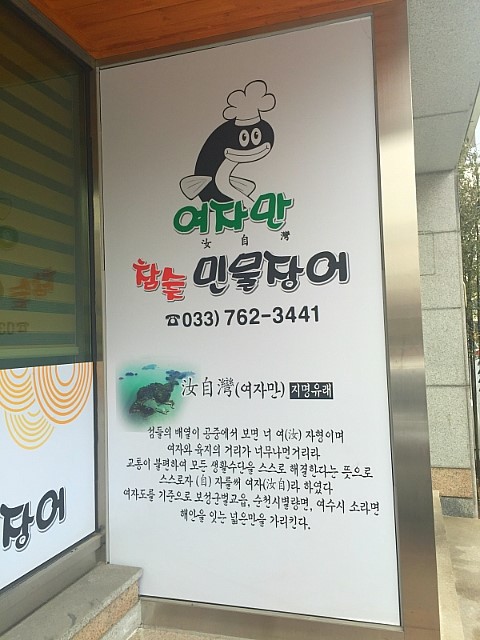 여자만
汝自灣
참숯 민물장어
☎033) 762-3441
汝自灣(여자만) 지명유래
섬들의 배열이 공중에서 보면 너 여(汝) 자형이며
여자와 육지의 거리가 너무나먼거리라
교통이 불편하여 모든 생활수단을 스스로 해결한다는 뜻으로
스스로자 (自) 자를써 여자(汝自)라 하였다
여자도를 기준으로 보성군벌교읍, 순천시별량면, 여수시 소라면
해안을 잇는 넓은만을 가리킨다.
장어